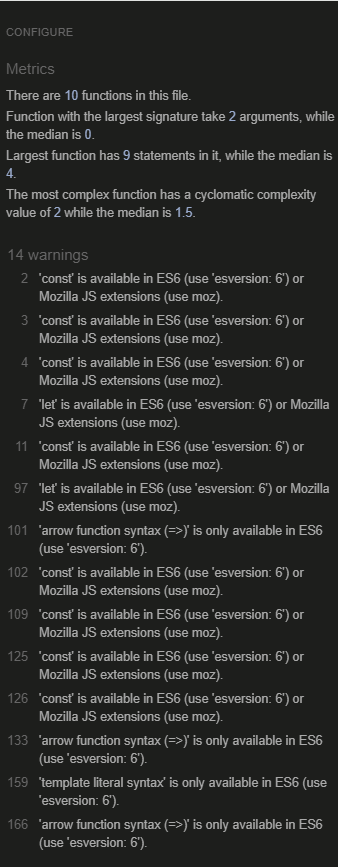 CONFIGURE
Metrics
There are 10 functions in this file.
Function with the largest signature take 2 arguments, while
the median is 0.
Largest function has 9 statements in it, while the median is
4.
The most complex function has a cyclomatic complexity
value of 2 while the median is 1.5.
14 warnings
2 'const' is available in ES6 (use 'esversion: 6') or
Mozilla JS extensions (use moz).
3 'const' is available in ES6 (use 'esversion: 6') or
Mozilla JS extensions (use moz).
4 'const' is available in ES6 (use 'esversion: 6') or
Mozilla JS extensions (use moz).
7 'let' is available in ES6 (use 'esversion: 6') or Mozilla
JS extensions (use moz).
11 'const' is available in ES6 (use 'esversion: 6') or
Mozilla JS extensions (use moz).
97 'let' is available in ES6 (use 'esversion: 6') or Mozilla
JS extensions (use moz).
101 'arrow function syntax (=>)' is only available in ES6
(use 'esversion: 6').
102 'const' is available in ES6 (use 'esversion: 6') or
Mozilla JS extensions (use moz).
109 'const' is available in ES6 (use 'esversion: 6') or
Mozilla JS extensions (use moz).
125 'const' is available in ES6 (use 'esversion: 6') or
Mozilla JS extensions (use moz).
126 'const' is available in ES6 (use 'esversion: 6') or
Mozilla JS extensions (use moz).
133 'arrow function syntax (=>)' is only available in ES6
(use 'esversion: 6').
159 'template literal syntax' is only available in ES6 (use
'esversion: 6').
166 'arrow function syntax (=>)' is only available in ES6
(use 'esversion: 6').